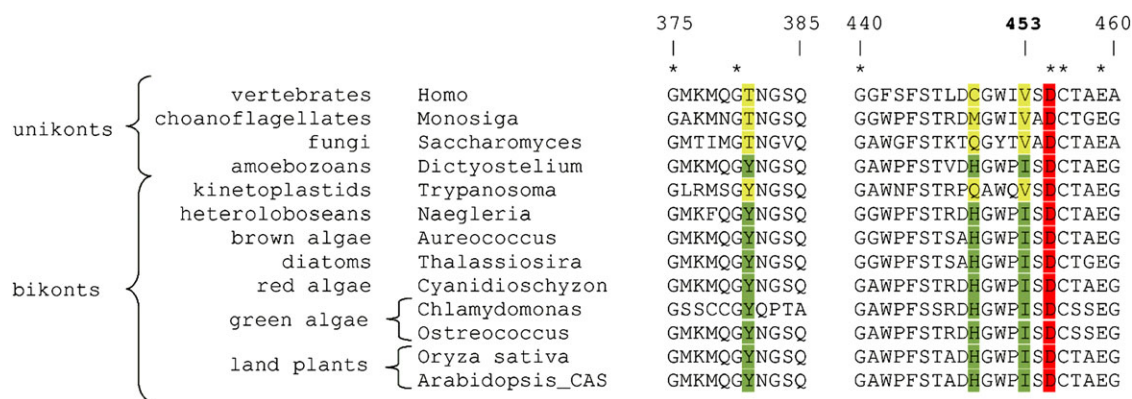 375 385 440 453 460
| | | | |
* * * * * *
vertebrates Homo GMKMQGTNGSQ GGFSFSTLDCGWIVSDCTAEA
unikonts
choanoflagellates Monosiga GAKMNGTNGSQ GGWPFSTRDMGWIVADCTGEG
fungi Saccharomyces GMTIMGTNGVQ GAWGFSTKTQGYTVADCTAEA
amoebozoans Dictyostelium GMKMQGYNGSQ GAWPFSTVDHGWPISDCTAEG
kinetoplastids Trypanosoma GLRMSGYNGSQ GAWNFSTRPQAWQVSDCTAEG
heteroloboseans Naegleria GMKFQGYNGSQ GGWPFSTRDHGWPISDCTAEG
brown algae Aureococcus GMKMQGYNGSQ GGWPFSTSAHGWPISDCTAEG
diatoms Thalassiosira GMKMQGYNGSQ GGWPFSTSAHGWPISDCTGEG
bikonts
red algae Cyanidioschyzon GMKMQGYNGSQ GAWPFSTRDHGWPISDCTAEG
green algae
Chlamydomonas GSSCCGYQPTA GAWPFSSRDHGWPISDCSSEG
Ostreococcus GMKMQGYNGSQ GAWPFSTRDHGWPISDCSSEG
land plants
Oryza sativa GMKMQGYNGSQ GAWPFSTADHGWPISDCTAEG
Arabidopsis_CAS GMKMQGYNGSQ GAWPFSTADHGWPISDCTAEG